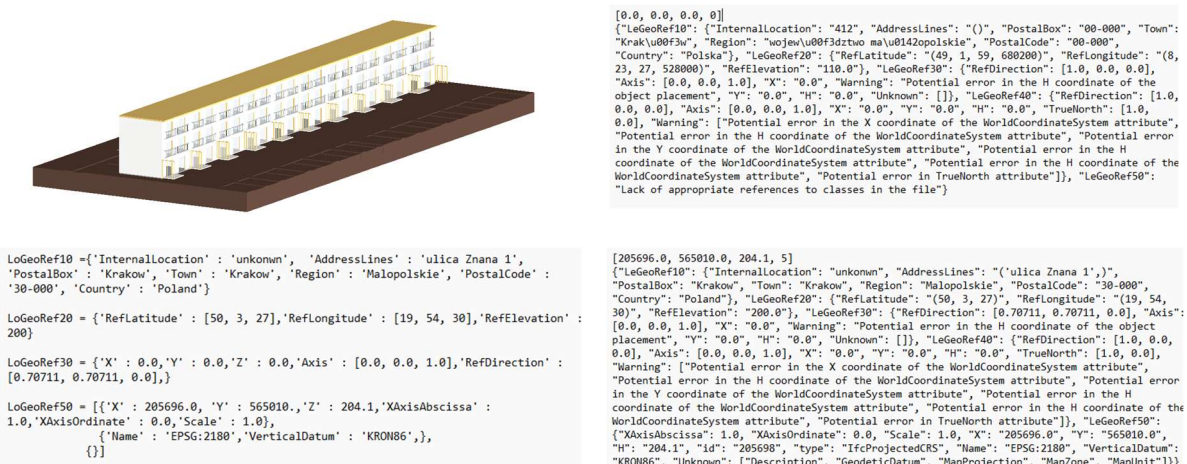 [0.0, 0.0, 0.0, 0]
{"LeGeoRef10": {"InternalLocation": "412", "AddressLines": "()", "PostalBox": "00-000", "Town":
"Krak\u00f3w", "Region": "wojew\u00f3dztwo ma\u0142opolskie", "PostalCode": "00-000",
"Country": "Polska"}, "LeGeoRef20": {"RefLatitude": "(49, 1, 59, 680200)", "RefLongitude": "(8,
23, 27, 528000)", "RefElevation": "110.0"}, "LeGeoRef30": {"RefDirection": [1.0, 0.0, 0.0],
"Axis": [0.0, 0.0, 1.0], "X": "0.0", "Warning": "Potential error in the H coordinate of the
object placement", "Y": "0.0", "H": "0.0", "Unknown": []}, "LeGeoRef40": {"RefDirection": [1.0,
0.0, 0.0], "Axis": [0.0, 0.0, 1.0], "X": "0.0", "Y": "0.0", "H": "0.0", "TrueNorth": [1.0,
0.0], "Warning": ["Potential error in the X coordinate of the WorldCoordinateSystem attribute",
"Potential error in the H coordinate of the WorldCoordinateSystem attribute", "Potential error
in the Y coordinate of the WorldCoordinateSystem attribute", "Potential error in the H
coordinate of the WorldCoordinateSystem attribute", "Potential error in the H coordinate of the
WorldCoordinateSystem attribute", "Potential error in TrueNorth attribute"]}, "LeGeoRef50":
"Lack of appropriate references to classes in the file"}
LoGeoRef10 ={'InternalLocation' : 'unkonwn', 'AddressLines' : 'ulica Znana 1',
'PostalBox' : 'Krakow', 'Town' : 'Krakow', 'Region' : 'Malopolskie', 'PostalCode' :
'30-000', 'Country' : 'Poland'}
LoGeoRef20 = {'RefLatitude' : [50, 3, 27],'RefLongitude' : [19, 54, 30],'RefElevation' :
200}
LoGeoRef30 = {'X' : 0.0,'Y' : 0.0,'Z' : 0.0,'Axis' : [0.0, 0.0, 1.0],'RefDirection' :
[0.70711, 0.70711, 0.0],}
LoGeoRef50 = [{'X' : 205696.0, 'Y' : 565010.,'Z' : 204.1,'XAxisAbscissa' :
1.0,'XAxisOrdinate' : 0.0,'Scale' : 1.0},
{'Name' : 'EPSG:2180','VerticalDatum' : 'KRON86',},
{}]
[205696.0, 565010.0, 204.1, 5]
{"LeGeoRef10": {"InternalLocation": "unkonwn", "AddressLines": "('ulica Znana 1',)",
"PostalBox": "Krakow", "Town": "Krakow", "Region": "Malopolskie", "PostalCode": "30-000",
"Country": "Poland"}, "LeGeoRef20": {"RefLatitude": "(50, 3, 27)", "RefLongitude": "(19, 54,
30)", "RefElevation": "200.0"}, "LeGeoRef30": {"RefDirection": [0.70711, 0.70711, 0.0], "Axis":
[0.0, 0.0, 1.0], "X": "0.0", "Warning": "Potential error in the H coordinate of the object
placement", "Y": "0.0", "H": "0.0", "Unknown": []}, "LeGeoRef40": {"RefDirection": [1.0, 0.0,
0.0], "Axis": [0.0, 0.0, 1.0], "X": "0.0", "Y": "0.0", "H": "0.0", "TrueNorth": [1.0, 0.0],
"Warning": ["Potential error in the X coordinate of the WorldCoordinateSystem attribute",
"Potential error in the H coordinate of the WorldCoordinateSystem attribute", "Potential error
in the Y coordinate of the WorldCoordinateSystem attribute", "Potential error in the H
coordinate of the WorldCoordinateSystem attribute", "Potential error in the H coordinate of the
WorldCoordinateSystem attribute", "Potential error in TrueNorth attribute"]}, "LeGeoRef50":
{"XAxisAbscissa": 1.0, "XAxisOrdinate": 0.0, "Scale": 1.0, "X": "205696.0", "Y": "565010.0",
"H": "204.1", "id": "205698", "type": "IfcProjectedCRS", "Name": "EPSG:2180", "VerticalDatum":
"KRON86", "Unknown": ["Description", "GeodeticDatum", "MapProjection", "MapZone", "MapUnit"]}}